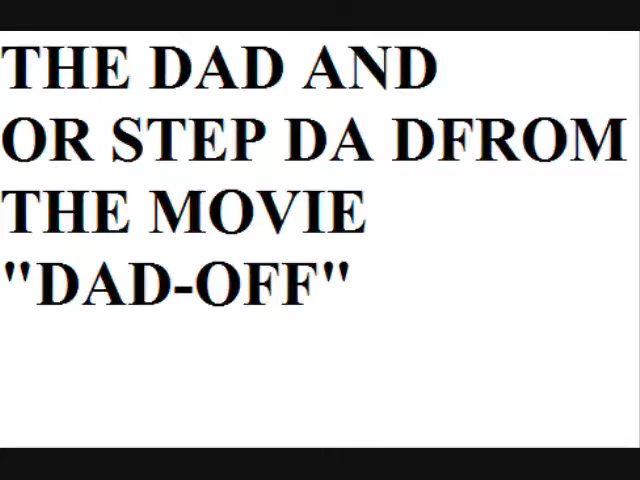 THE DAD AND
OR STEP DA DFROM
THE MOVIE
"DAD-OFF"